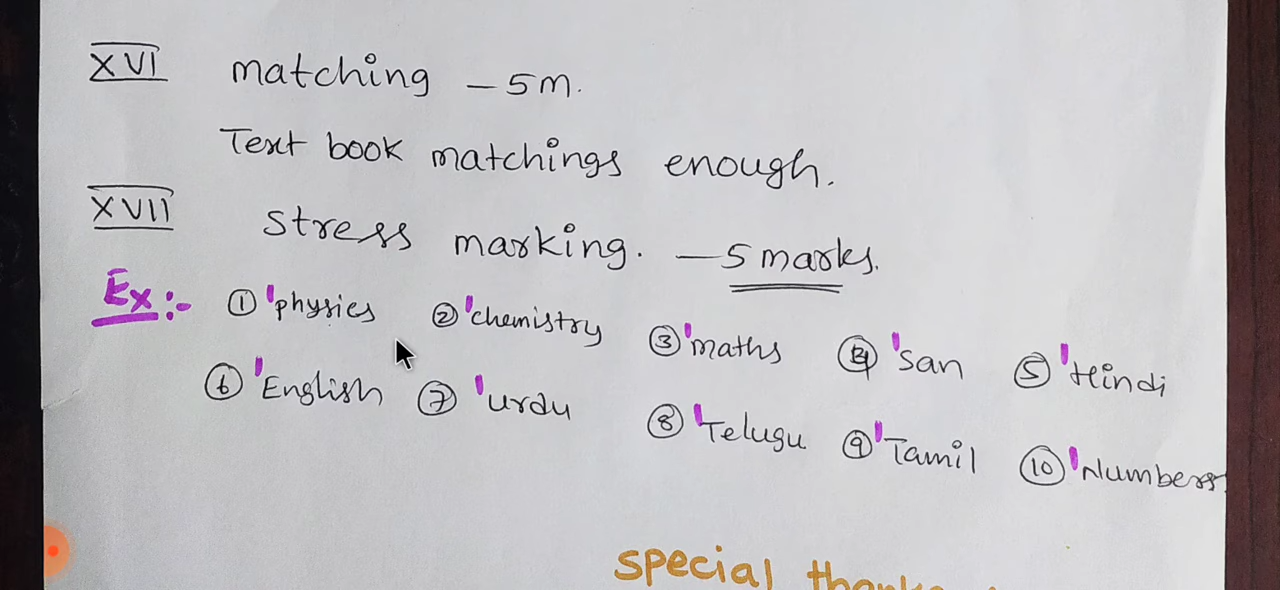 XVI matching - 5m.
Text book matchings enough.
XVII Stress marking. - 5 marks.
Ex:- ① 'physics ② 'chemistry ③ 'maths ④ 'San ⑤ 'Hindi
⑥ 'English ⑦ 'urdu ⑧ 'Telugu ⑨ 'Tamil ⑩ 'Numbers
special